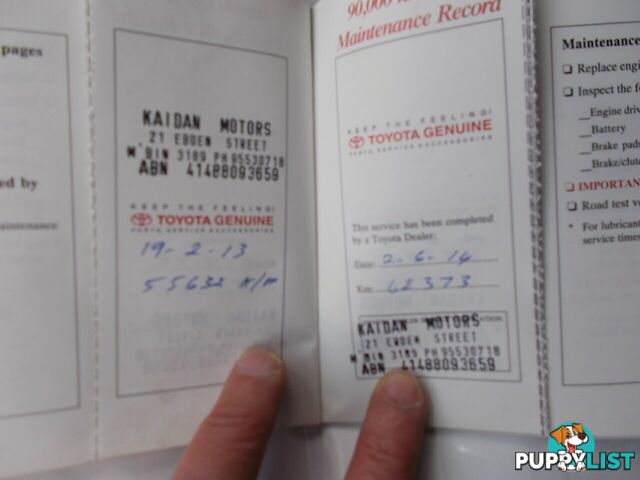 pages
ed by
aintenance
KAIDAN MOTORS
21 EBDEN STREET
M'BIN 3189 PH 95530718
ABN 41488093659
KEEP THE FEELING!
TOYOTA GENUINE
PARTS SERVICE ACCESSORIES
19-2.13
55632 K/M
90,000
Maintenance Record
KEEP THE FEELING!
TOYOTA GENUINE
PARTS SERVICE ACCESSORIES
This service has been completed
by a Toyota Dealer:
Date: 2-6-14
Km: 62373
KAIDAN MOTORS
21 EBDEN STREET
M'BIN 3189 PH 95530718
ABN 41488093659
Maintenance
Replace engi
Inspect the fo
Engine driv
Battery
Brake pads
Brake/clutc
IMPORTAN
Road test v
* For lubrican
service times
PUPPYLIST